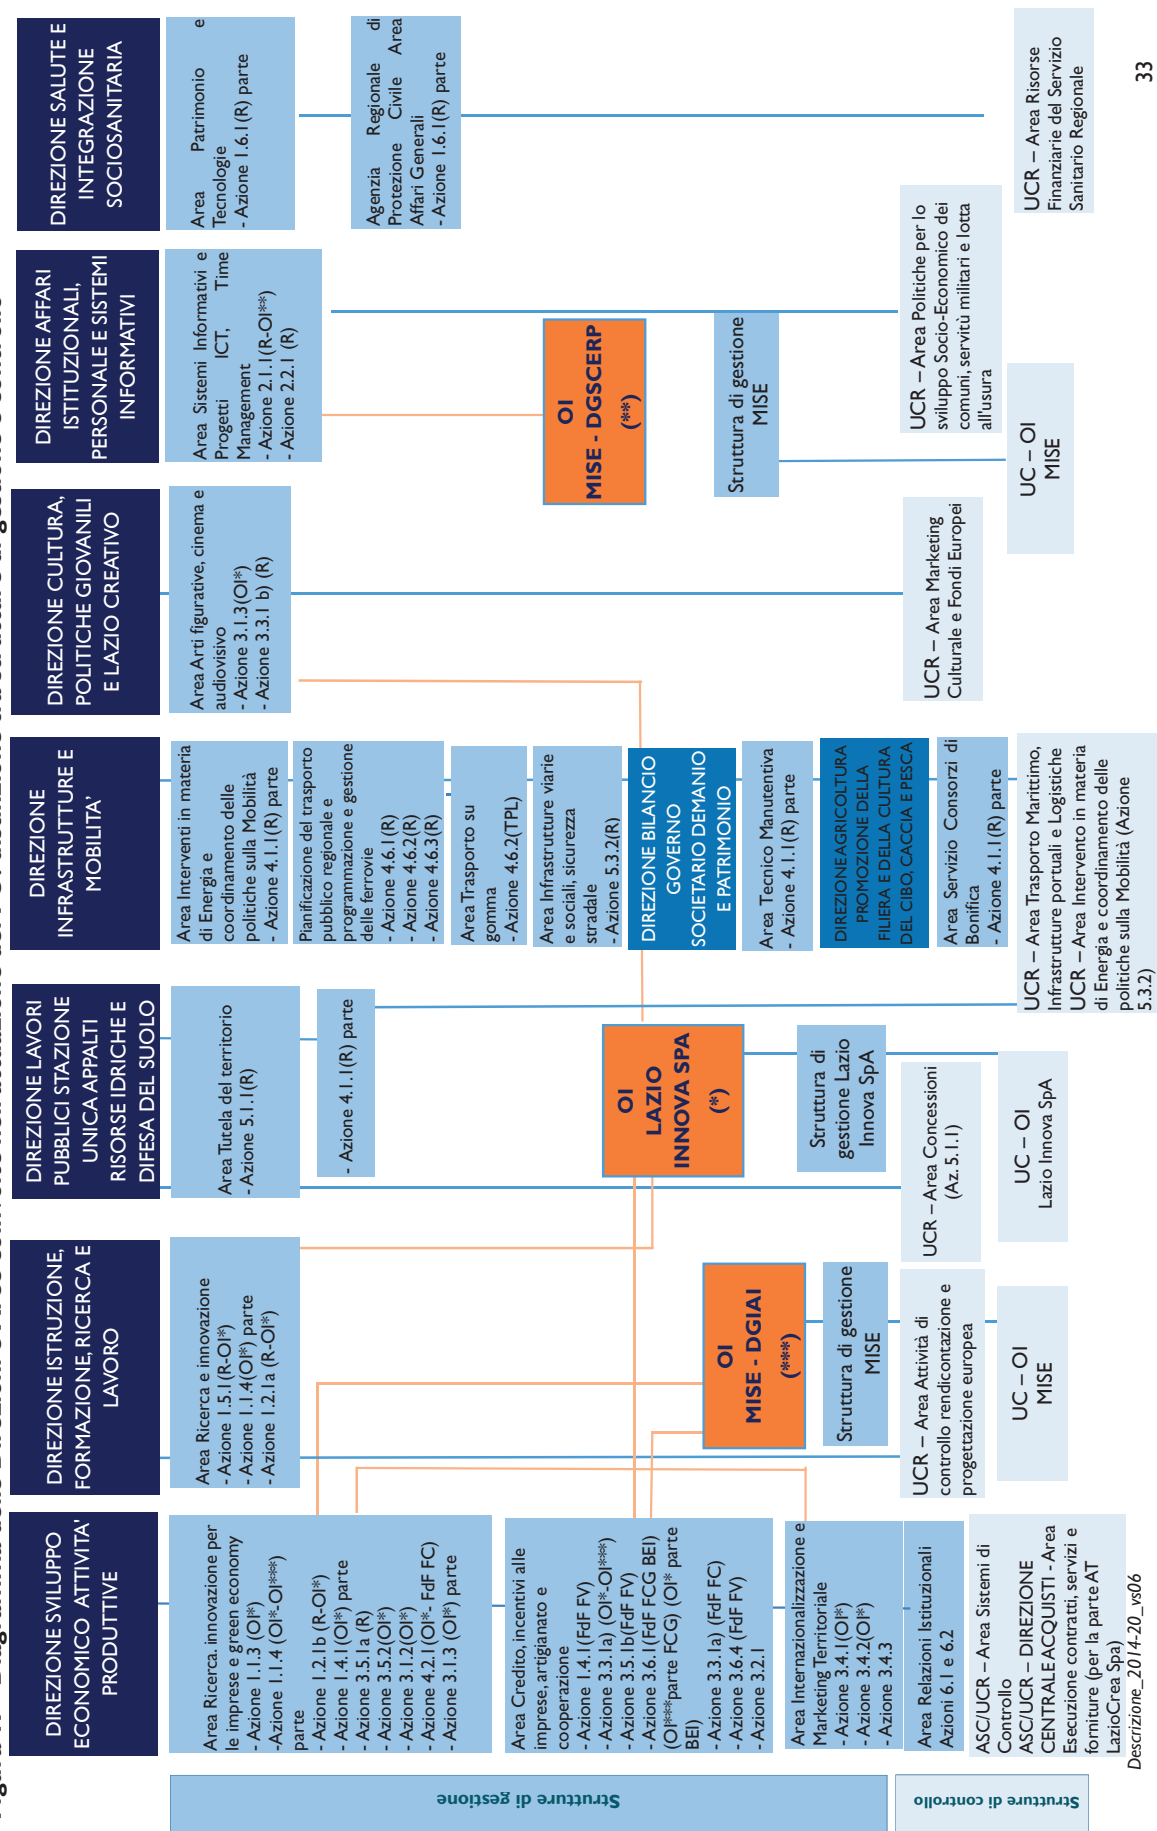 DIREZIONE SVILUPPO
ECONOMICO ATTIVITA'
PRODUTTIVE
Area Ricerca. innovazione per
le imprese e green economy
- Azione 1.1.3 (OI*)
-Azione 1.1.4 (OI*-OI***)
parte
- Azione 1.2.1b (R-OI*)
- Azione 1.4.1(OI*) parte
- Azione 3.5.1a (R)
- Azione 3.5.2(OI*)
- Azione 3.1.2(OI*)
- Azione 4.2.1(OI*- FdF FC)
- Azione 3.1.3 (OI*) parte
Area Credito, incentivi alle
imprese, artigianato e
cooperazione
- Azione 1.4.1(FdF FV)
- Azione 3.3.1a) (OI*-OI***)
- Azione 3.5.1b(FdF FV)
- Azione 3.6.1(FdF FCG BEI)
(OI***parte FCG) (OI* parte
BEI)
- Azione 3.3.1a) (FdF FC)
- Azione 3.6.4 (FdF FV)
- Azione 3.2.1
Area Internazionalizzazione e
Marketing Territoriale
- Azione 3.4.1(OI*)
- Azione 3.4.2(OI*)
- Azione 3.4.3
Area Relazioni Istituzionali
Azioni 6.1 e 6.2
ASC/UCR – Area Sistemi di
Controllo
ASC/UCR – DIREZIONE
CENTRALE ACQUISTI - Area
Esecuzione contratti, servizi e
forniture (per la parte AT
LazioCrea Spa)
DIREZIONE ISTRUZIONE,
FORMAZIONE, RICERCA E
LAVORO
Area Ricerca e innovazione
- Azione 1.5.1(R-OI*)
- Azione 1.1.4(OI*) parte
- Azione 1.2.1a (R-OI*)
OI
MISE - DGIAI
(***)
Struttura di gestione
MISE
UCR – Area Attività di
controllo rendicontazione e
progettazione europea
UC – OI
MISE
DIREZIONE LAVORI
PUBBLICI STAZIONE
UNICA APPALTI
RISORSE IDRICHE E
DIFESA DEL SUOLO
Area Tutela del territorio
- Azione 5.1.1(R)
- Azione 4.1.1(R) parte
OI
LAZIO
INNOVA SPA
(*)
Struttura di
gestione Lazio
Innova SpA
UCR – Area Concessioni
(Az. 5.1.1)
UC – OI
Lazio Innova SpA
DIREZIONE
INFRASTRUTTURE E
MOBILITA'
Area Interventi in materia
di Energia e
coordinamento delle
politiche sulla Mobilità
- Azione 4.1.1(R) parte
Pianificazione del trasporto
pubblico regionale e
programmazione e gestione
delle ferrovie
- Azione 4.6.1(R)
- Azione 4.6.2(R)
- Azione 4.6.3(R)
Area Trasporto su
gomma
- Azione 4.6.2(TPL)
Area Infrastrutture viarie
e sociali, sicurezza
stradale
- Azione 5.3.2(R)
DIREZIONE BILANCIO
GOVERNO
SOCIETARIO DEMANIO
E PATRIMONIO
Area Tecnico Manutentiva
- Azione 4.1.1(R) parte
DIREZIONE AGRICOLTURA
PROMOZIONE DELLA
FILIERA E DELLA CULTURA
DEL CIBO, CACCIA E PESCA
Area Servizio Consorzi di
Bonifica
- Azione 4.1.1(R) parte
UCR – Area Trasporto Marittimo,
Infrastrutture portuali e Logistiche
UCR – Area Intervento in materia
di Energia e coordinamento delle
politiche sulla Mobilità (Azione
5.3.2)
DIREZIONE CULTURA,
POLITICHE GIOVANILI
E LAZIO CREATIVO
Area Arti figurative, cinema e
audiovisivo
- Azione 3.1.3(OI*)
- Azione 3.3.1 b) (R)
UCR – Area Marketing
Culturale e Fondi Europei
DIREZIONE AFFARI
ISTITUZIONALI,
PERSONALE E SISTEMI
INFORMATIVI
Area Sistemi Informativi e
Progetti ICT, Time
Management
- Azione 2.1.1(R-OI**)
- Azione 2.2.1 (R)
OI
MISE - DGSCERP
(**)
Struttura di gestione
MISE
UCR – Area Politiche per lo
sviluppo Socio-Economico dei
comuni, servitù militari e lotta
all'usura
UC – OI
MISE
DIREZIONE SALUTE E
INTEGRAZIONE
SOCIOSANITARIA
Area Patrimonio e
Tecnologie
- Azione 1.6.1(R) parte
Agenzia Regionale di
Protezione Civile Area
Affari Generali
- Azione 1.6.1(R) parte
UCR – Area Risorse
Finanziarie del Servizio
Sanitario Regionale
Strutture di gestione
Strutture di controllo
Descrizione_2014-20_vs06
33